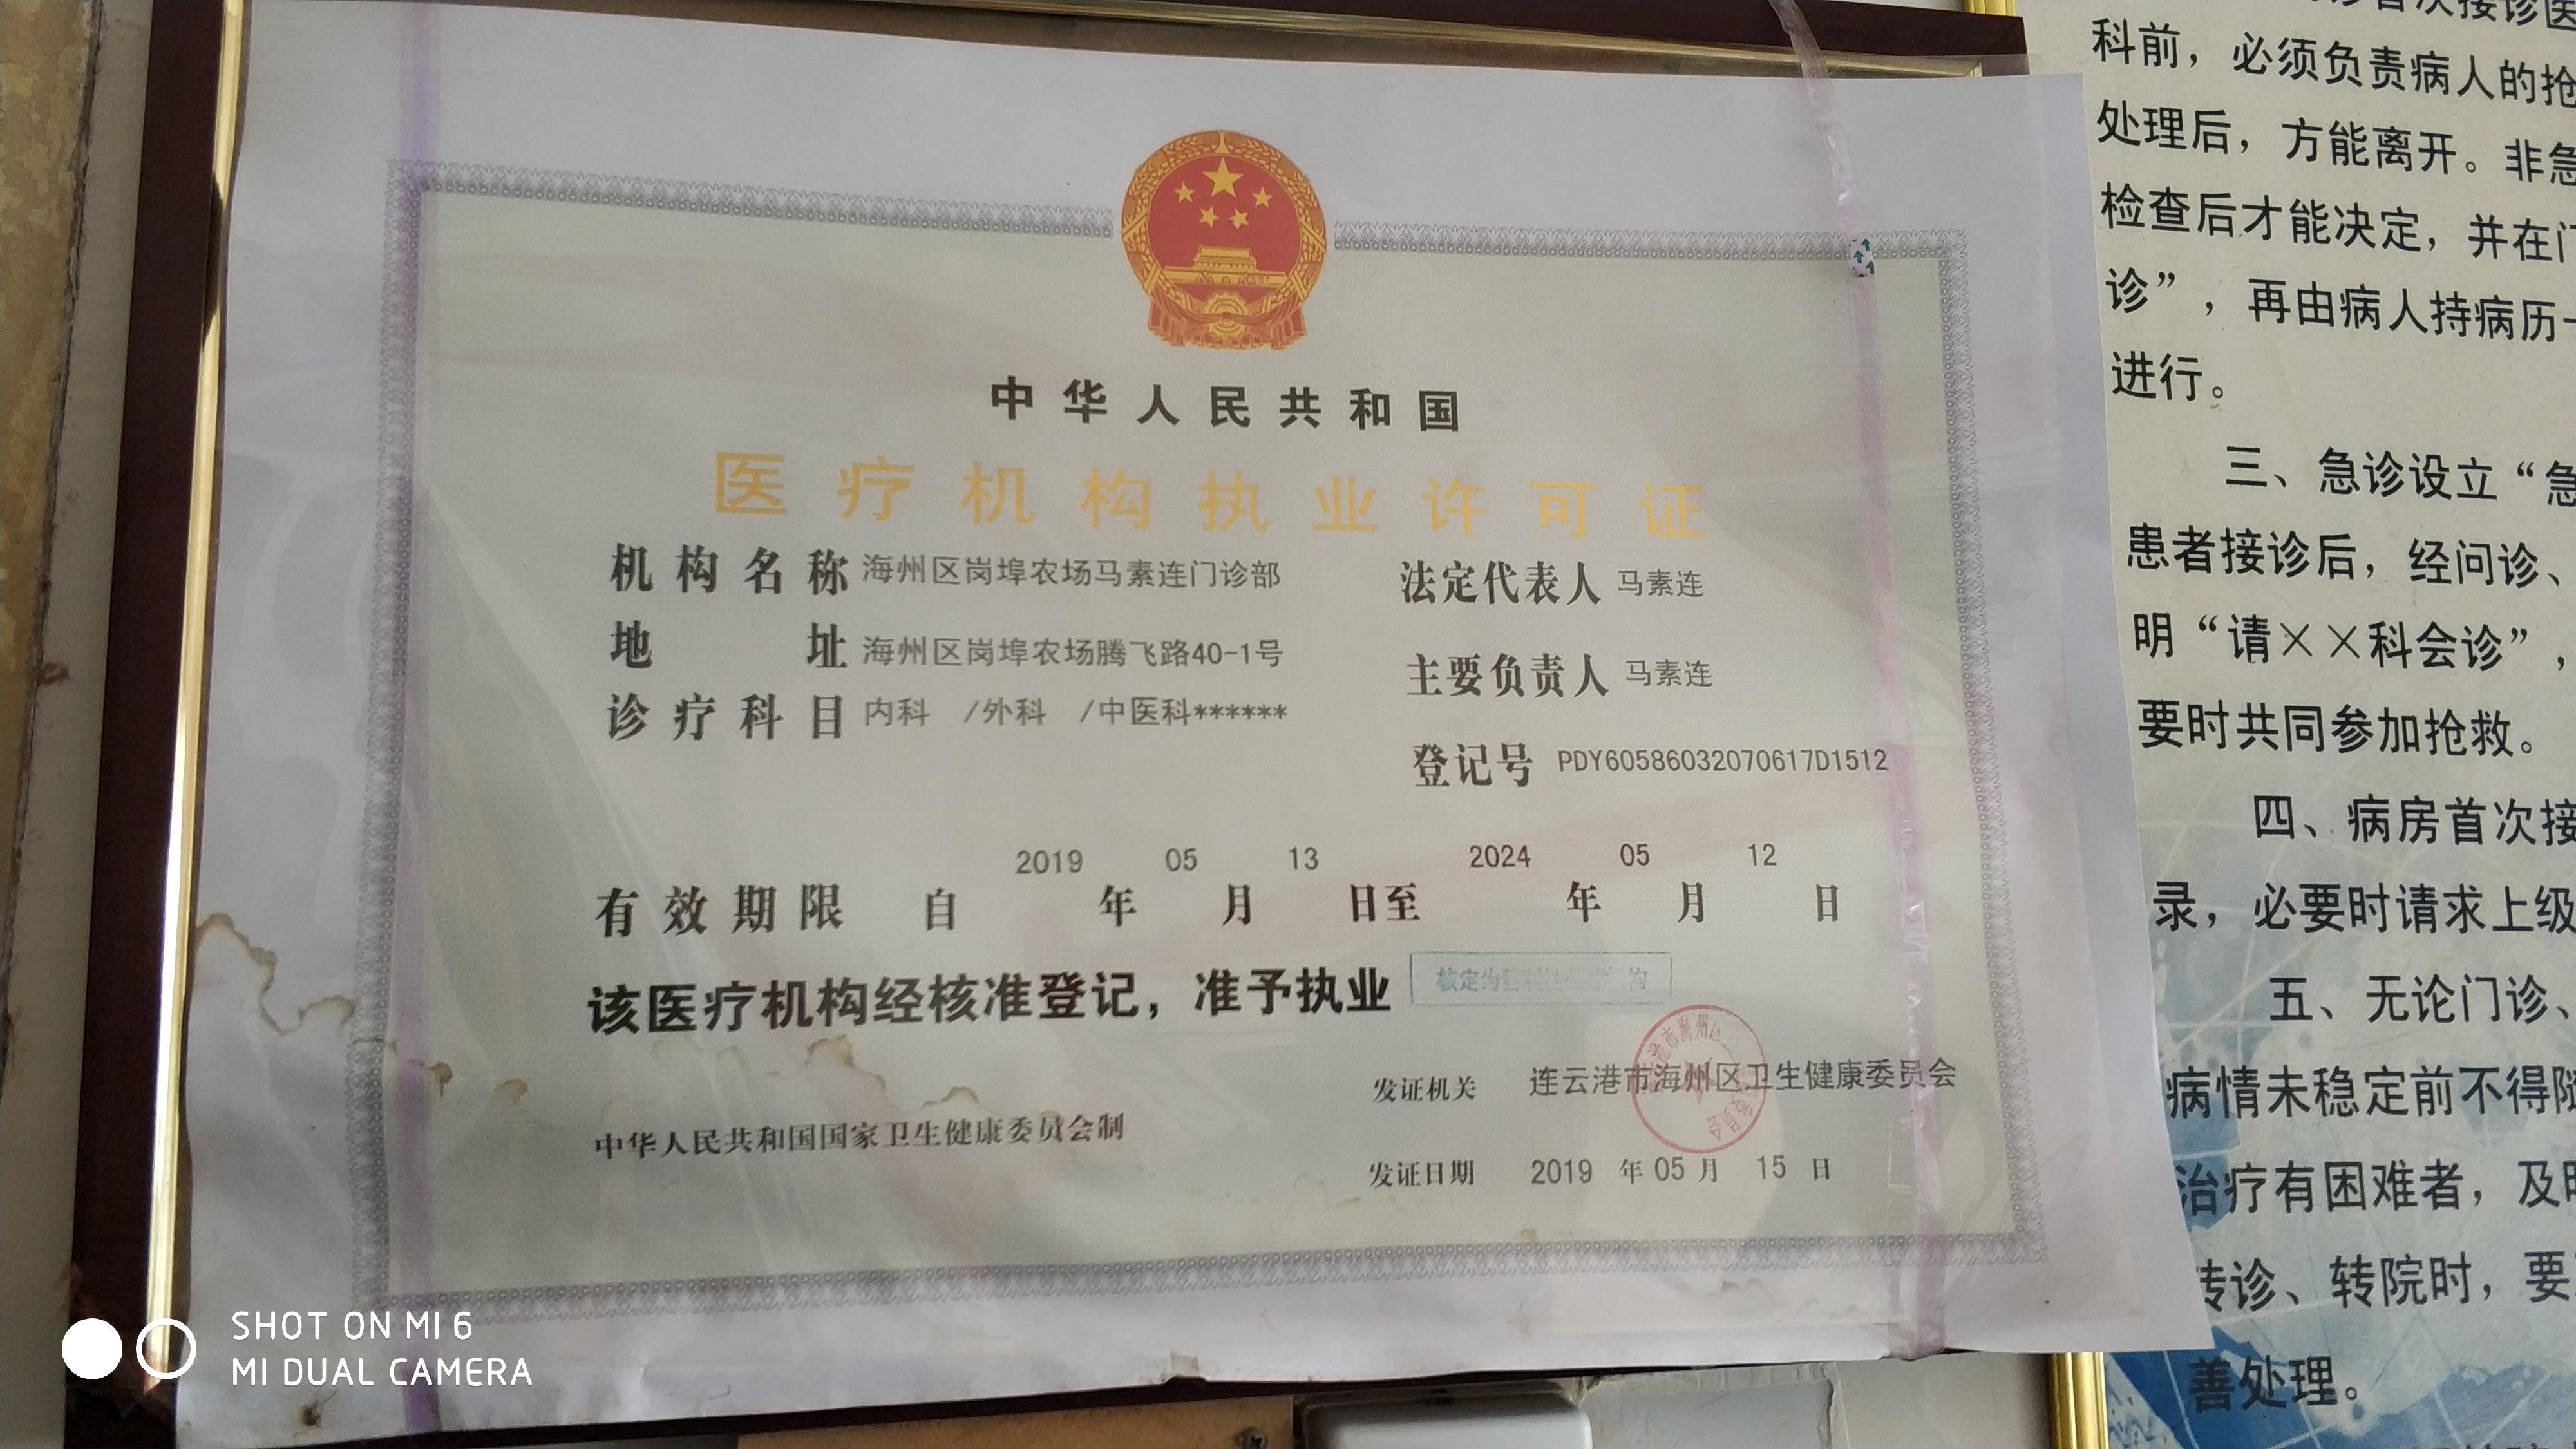 中华人民共和国
医疗机构执业许可证
机构名称 海州区岗埠农场马素连门诊部
地址 海州区岗埠农场腾飞路40-1号
诊疗科目 内科 /外科 /中医科******
法定代表人 马素连
主要负责人 马素连
登记号 PDY60586032070617D1512
有效期限 自 2019 年 05 月 13 日至 2024 年 05 月 12 日
该医疗机构经核准登记，准予执业
核定为
中华人民共和国国家卫生健康委员会制
发证机关 连云港市海州区卫生健康委员会
发证日期 2019 年 05 月 15 日
首次接诊医
科前，必须负责病人的抢
处理后，方能离开。非急
检查后才能决定，并在门
诊”，再由病人持病历
进行。
三、急诊设立“急
患者接诊后，经问诊、
明“请××科会诊”，
要时共同参加抢救。
四、病房首次接
录，必要时请求上级
五、无论门诊、
病情未稳定前不得随
治疗有困难者，及时
转诊、转院时，要
善处理。
SHOT ON MI 6
MI DUAL CAMERA